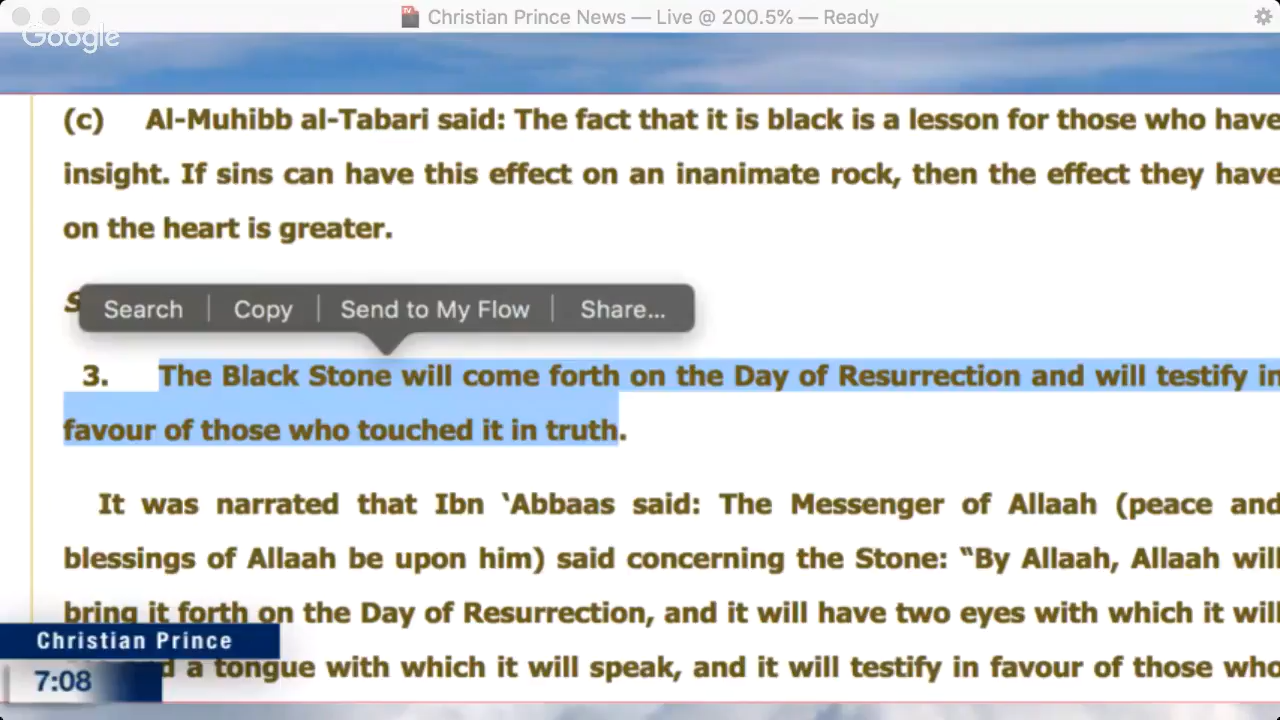 Christian Prince News — Live @ 200.5% — Ready
Google
(c) Al-Muhibb al-Tabari said: The fact that it is black is a lesson for those who have
insight. If sins can have this effect on an inanimate rock, then the effect they have
on the heart is greater.
S
Search Copy Send to My Flow Share...
3. The Black Stone will come forth on the Day of Resurrection and will testify in
favour of those who touched it in truth.
It was narrated that Ibn ‘Abbaas said: The Messenger of Allaah (peace and
blessings of Allaah be upon him) said concerning the Stone: “By Allaah, Allaah will
bring it forth on the Day of Resurrection, and it will have two eyes with which it will
Christian Prince
a tongue with which it will speak, and it will testify in favour of those who
7:08